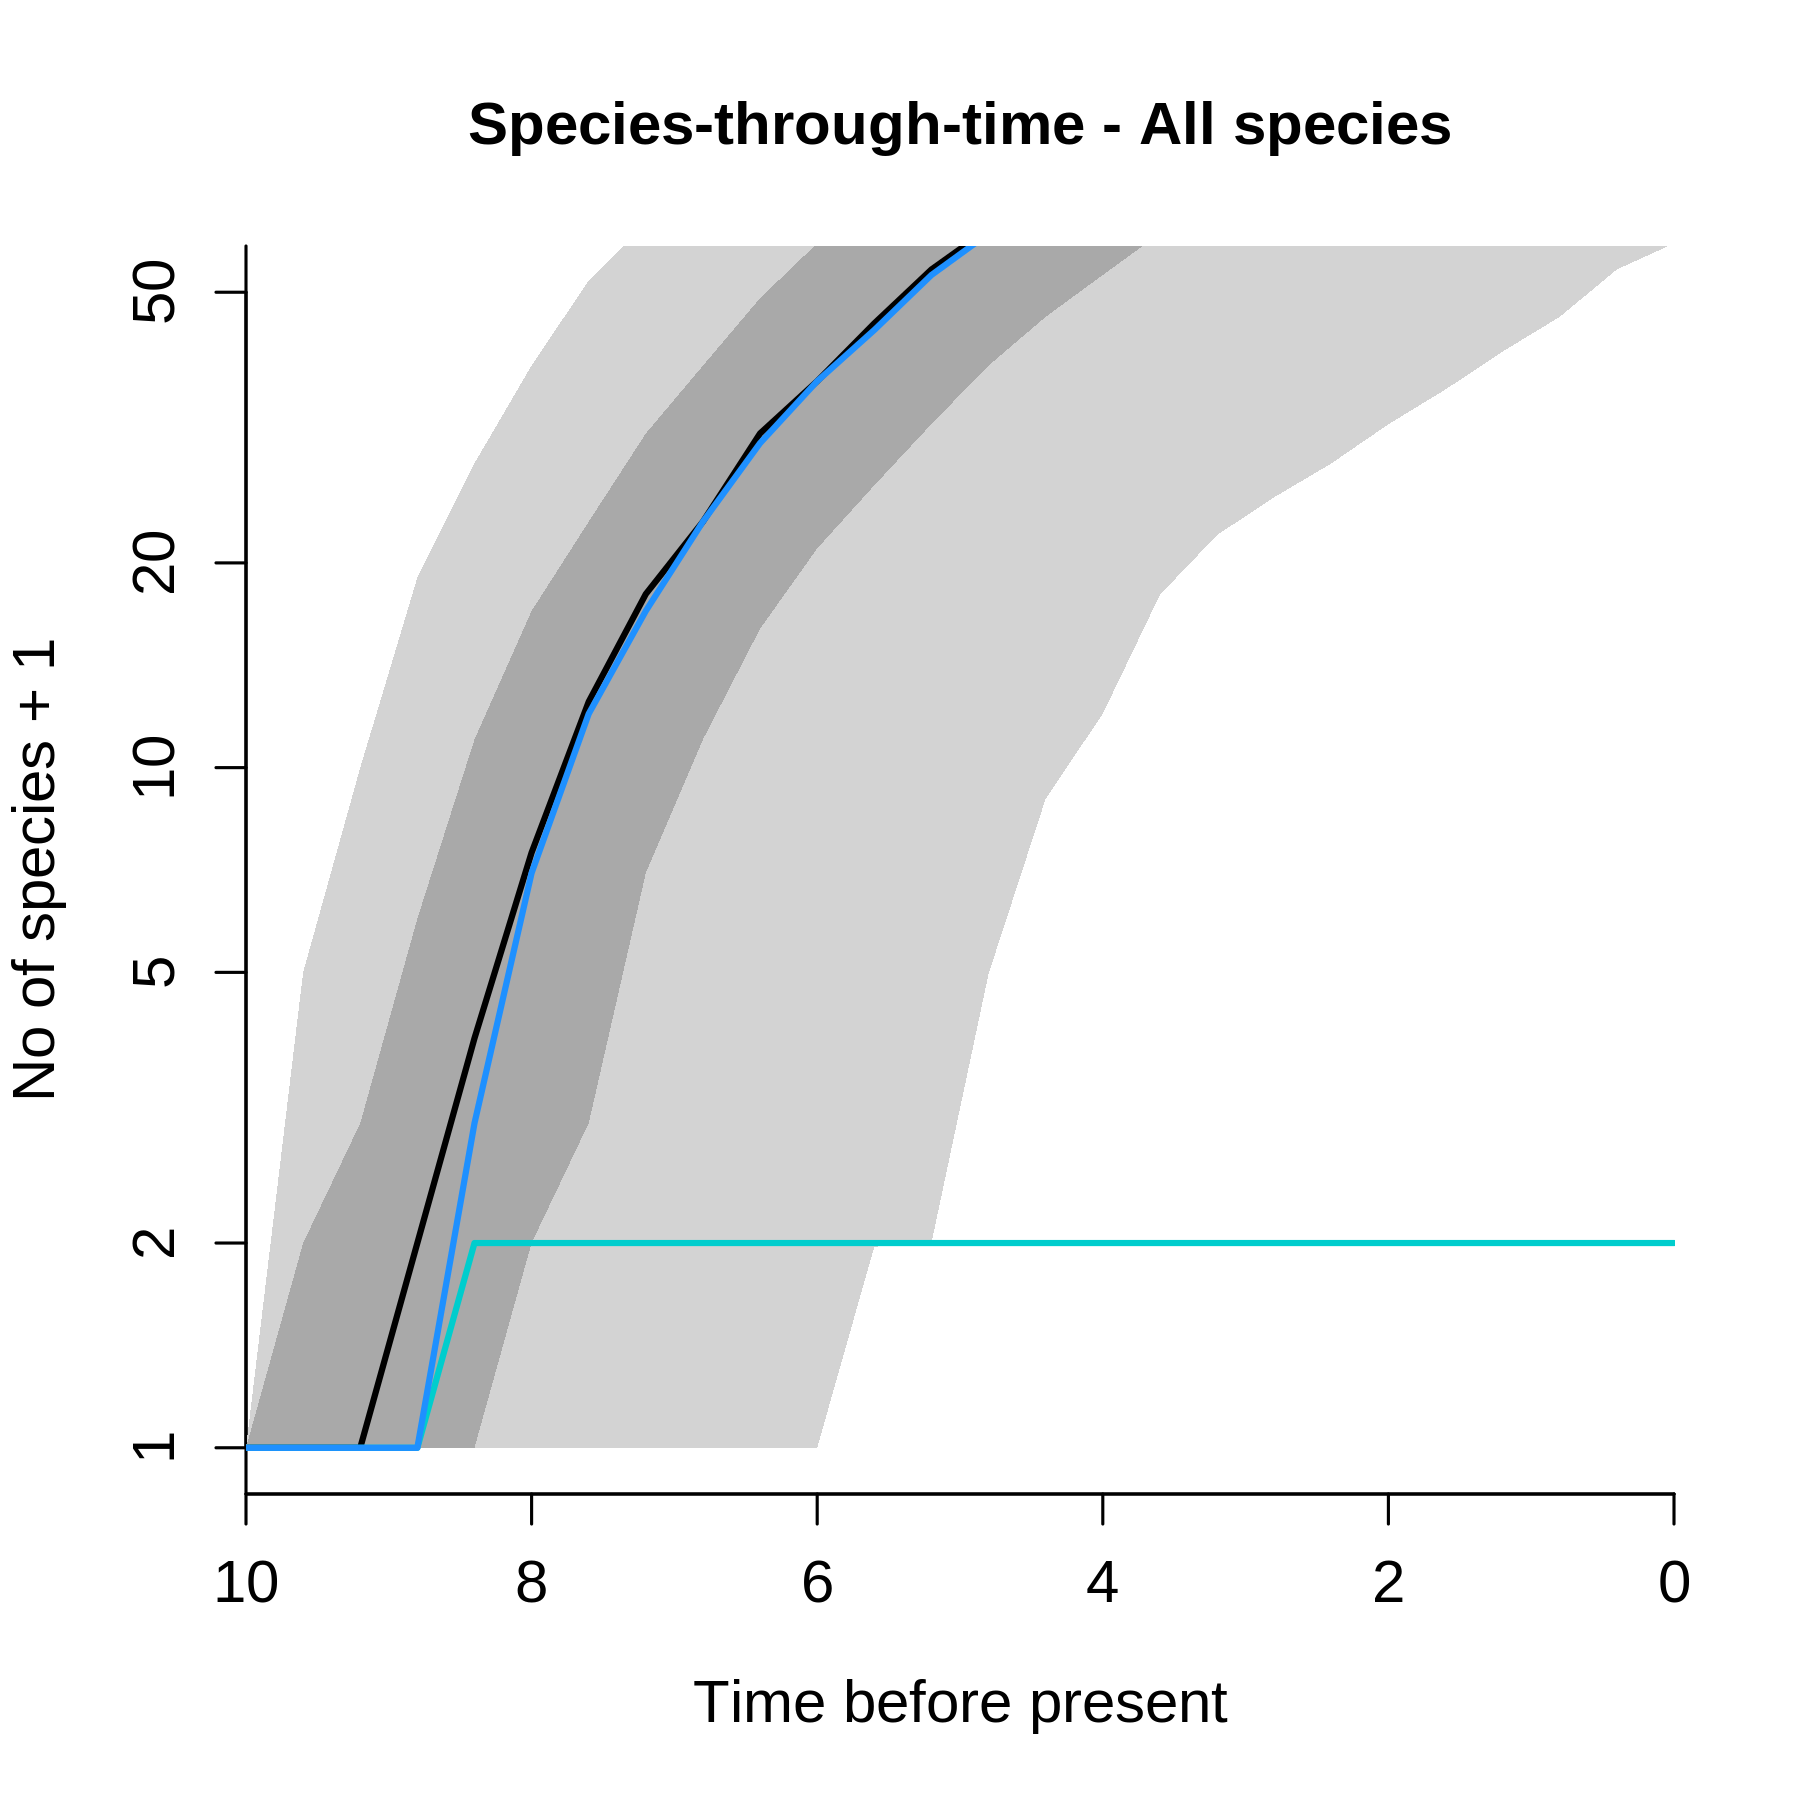 Species-through-time - All species
No of species + 1
50
20
10
5
2
1
10 8 6 4 2 0
Time before present